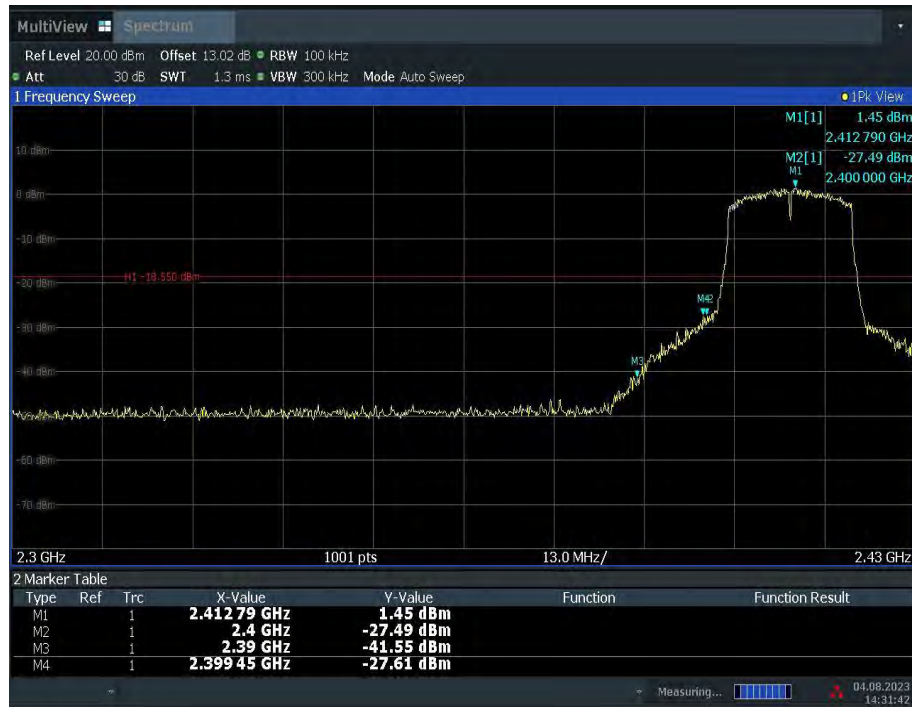 MultiView Spectrum
Ref Level 20.00 dBm Offset 13.02 dB RBW 100 kHz
Att 30 dB SWT 1.3 ms VBW 300 kHz Mode Auto Sweep
1 Frequency Sweep 1Pk View
M1[1] 1.45 dBm
2.412 790 GHz
10 dBm
M2[1] -27.49 dBm
M1
2.400 000 GHz
0 dBm
-10 dBm
H1 -18.550 dBm
-20 dBm
M42
-30 dBm
M3
-40 dBm
-60 dBm
-70 dBm
2.3 GHz 1001 pts 13.0 MHz/ 2.43 GHz
2 Marker Table
Type Ref Trc X-Value Y-Value Function Function Result
M1 1 2.412 79 GHz 1.45 dBm
M2 1 2.4 GHz -27.49 dBm
M3 1 2.39 GHz -41.55 dBm
M4 1 2.399 45 GHz -27.61 dBm
Measuring... 04.08.2023
14:31:42